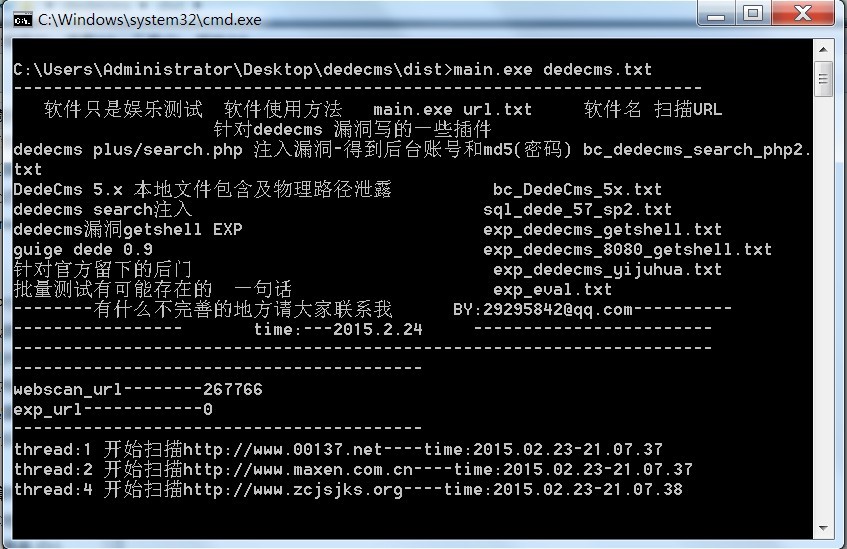 C:\Windows\system32\cmd.exe
C:\Users\Administrator\Desktop\dedecms\dist>main.exe dedecms.txt
---------------------------------------------------------------------
软件只是娱乐测试  软件使用方法   main.exe url.txt     软件名 扫描URL
针对dedecms 漏洞写的一些插件
dedecms plus/search.php 注入漏洞-得到后台账号和md5(密码) bc_dedecms_search_php2.
txt
DedeCms 5.x 本地文件包含及物理路径泄露          bc_DedeCms_5x.txt
dedecms search注入                             sql_dede_57_sp2.txt
dedecms漏洞getshell EXP                        exp_dedecms_getshell.txt
guige dede 0.9                                 exp_dedecms_8080_getshell.txt
针对官方留下的后门                              exp_dedecms_yijuhua.txt
批量测试有可能存在的  一句话                    exp_eval.txt
--------有什么不完善的地方请大家联系我      BY:29295842@qq.com----------
-----------------       time:---2015.2.24     ------------------------
----------------------------------------------------------------------
-----------------------------------------
webscan_url--------267766
exp_url------------0
-----------------------------------------
thread:1 开始扫描http://www.00137.net----time:2015.02.23-21.07.37
thread:2 开始扫描http://www.maxen.com.cn----time:2015.02.23-21.07.37
thread:4 开始扫描http://www.zcjsjks.org----time:2015.02.23-21.07.38